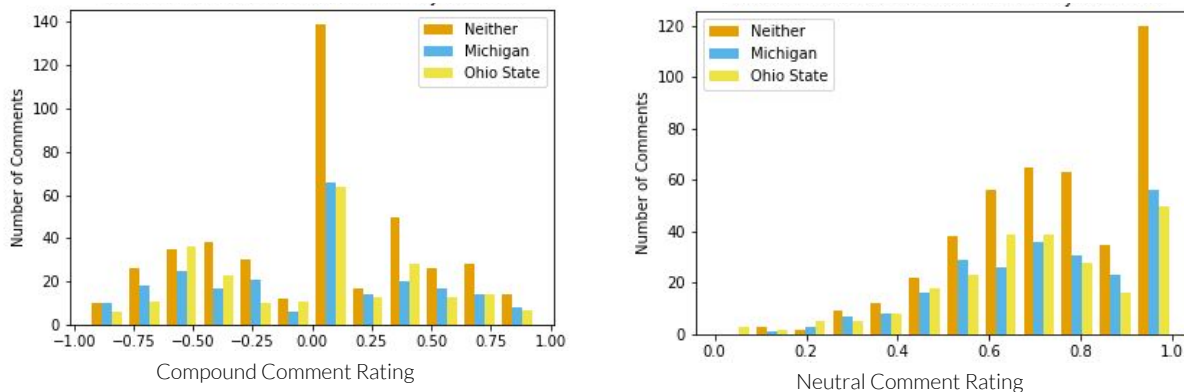 140
120
100
80
60
40
20
0
Number of Comments
Neither
Michigan
Ohio State
−1.00 −0.75 −0.50 −0.25 0.00 0.25 0.50 0.75 1.00
Compound Comment Rating
120
100
80
60
40
20
0
Number of Comments
Neither
Michigan
Ohio State
0.0 0.2 0.4 0.6 0.8 1.0
Neutral Comment Rating